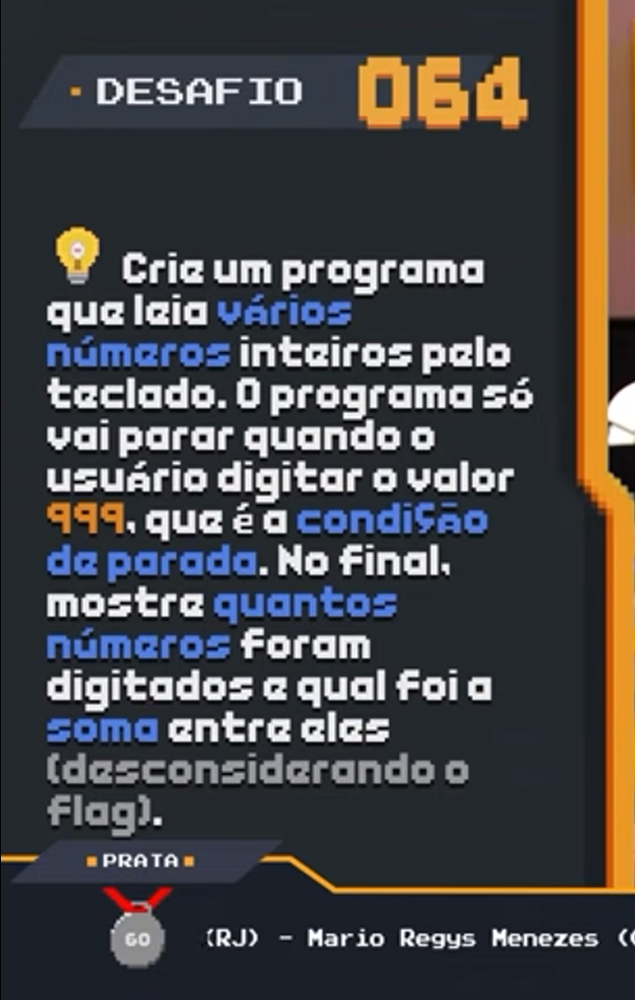 DESAFIO 064
Crie um programa
que leia vários
números inteiros pelo
teclado. O programa só
vai parar quando o
usuário digitar o valor
999, que é a condição
de parada. No final,
mostre quantos
números foram
digitados e qual foi a
soma entre eles
(desconsiderando o
flag).
PRATA
GO
(RJ) - Mario Regys Menezes (